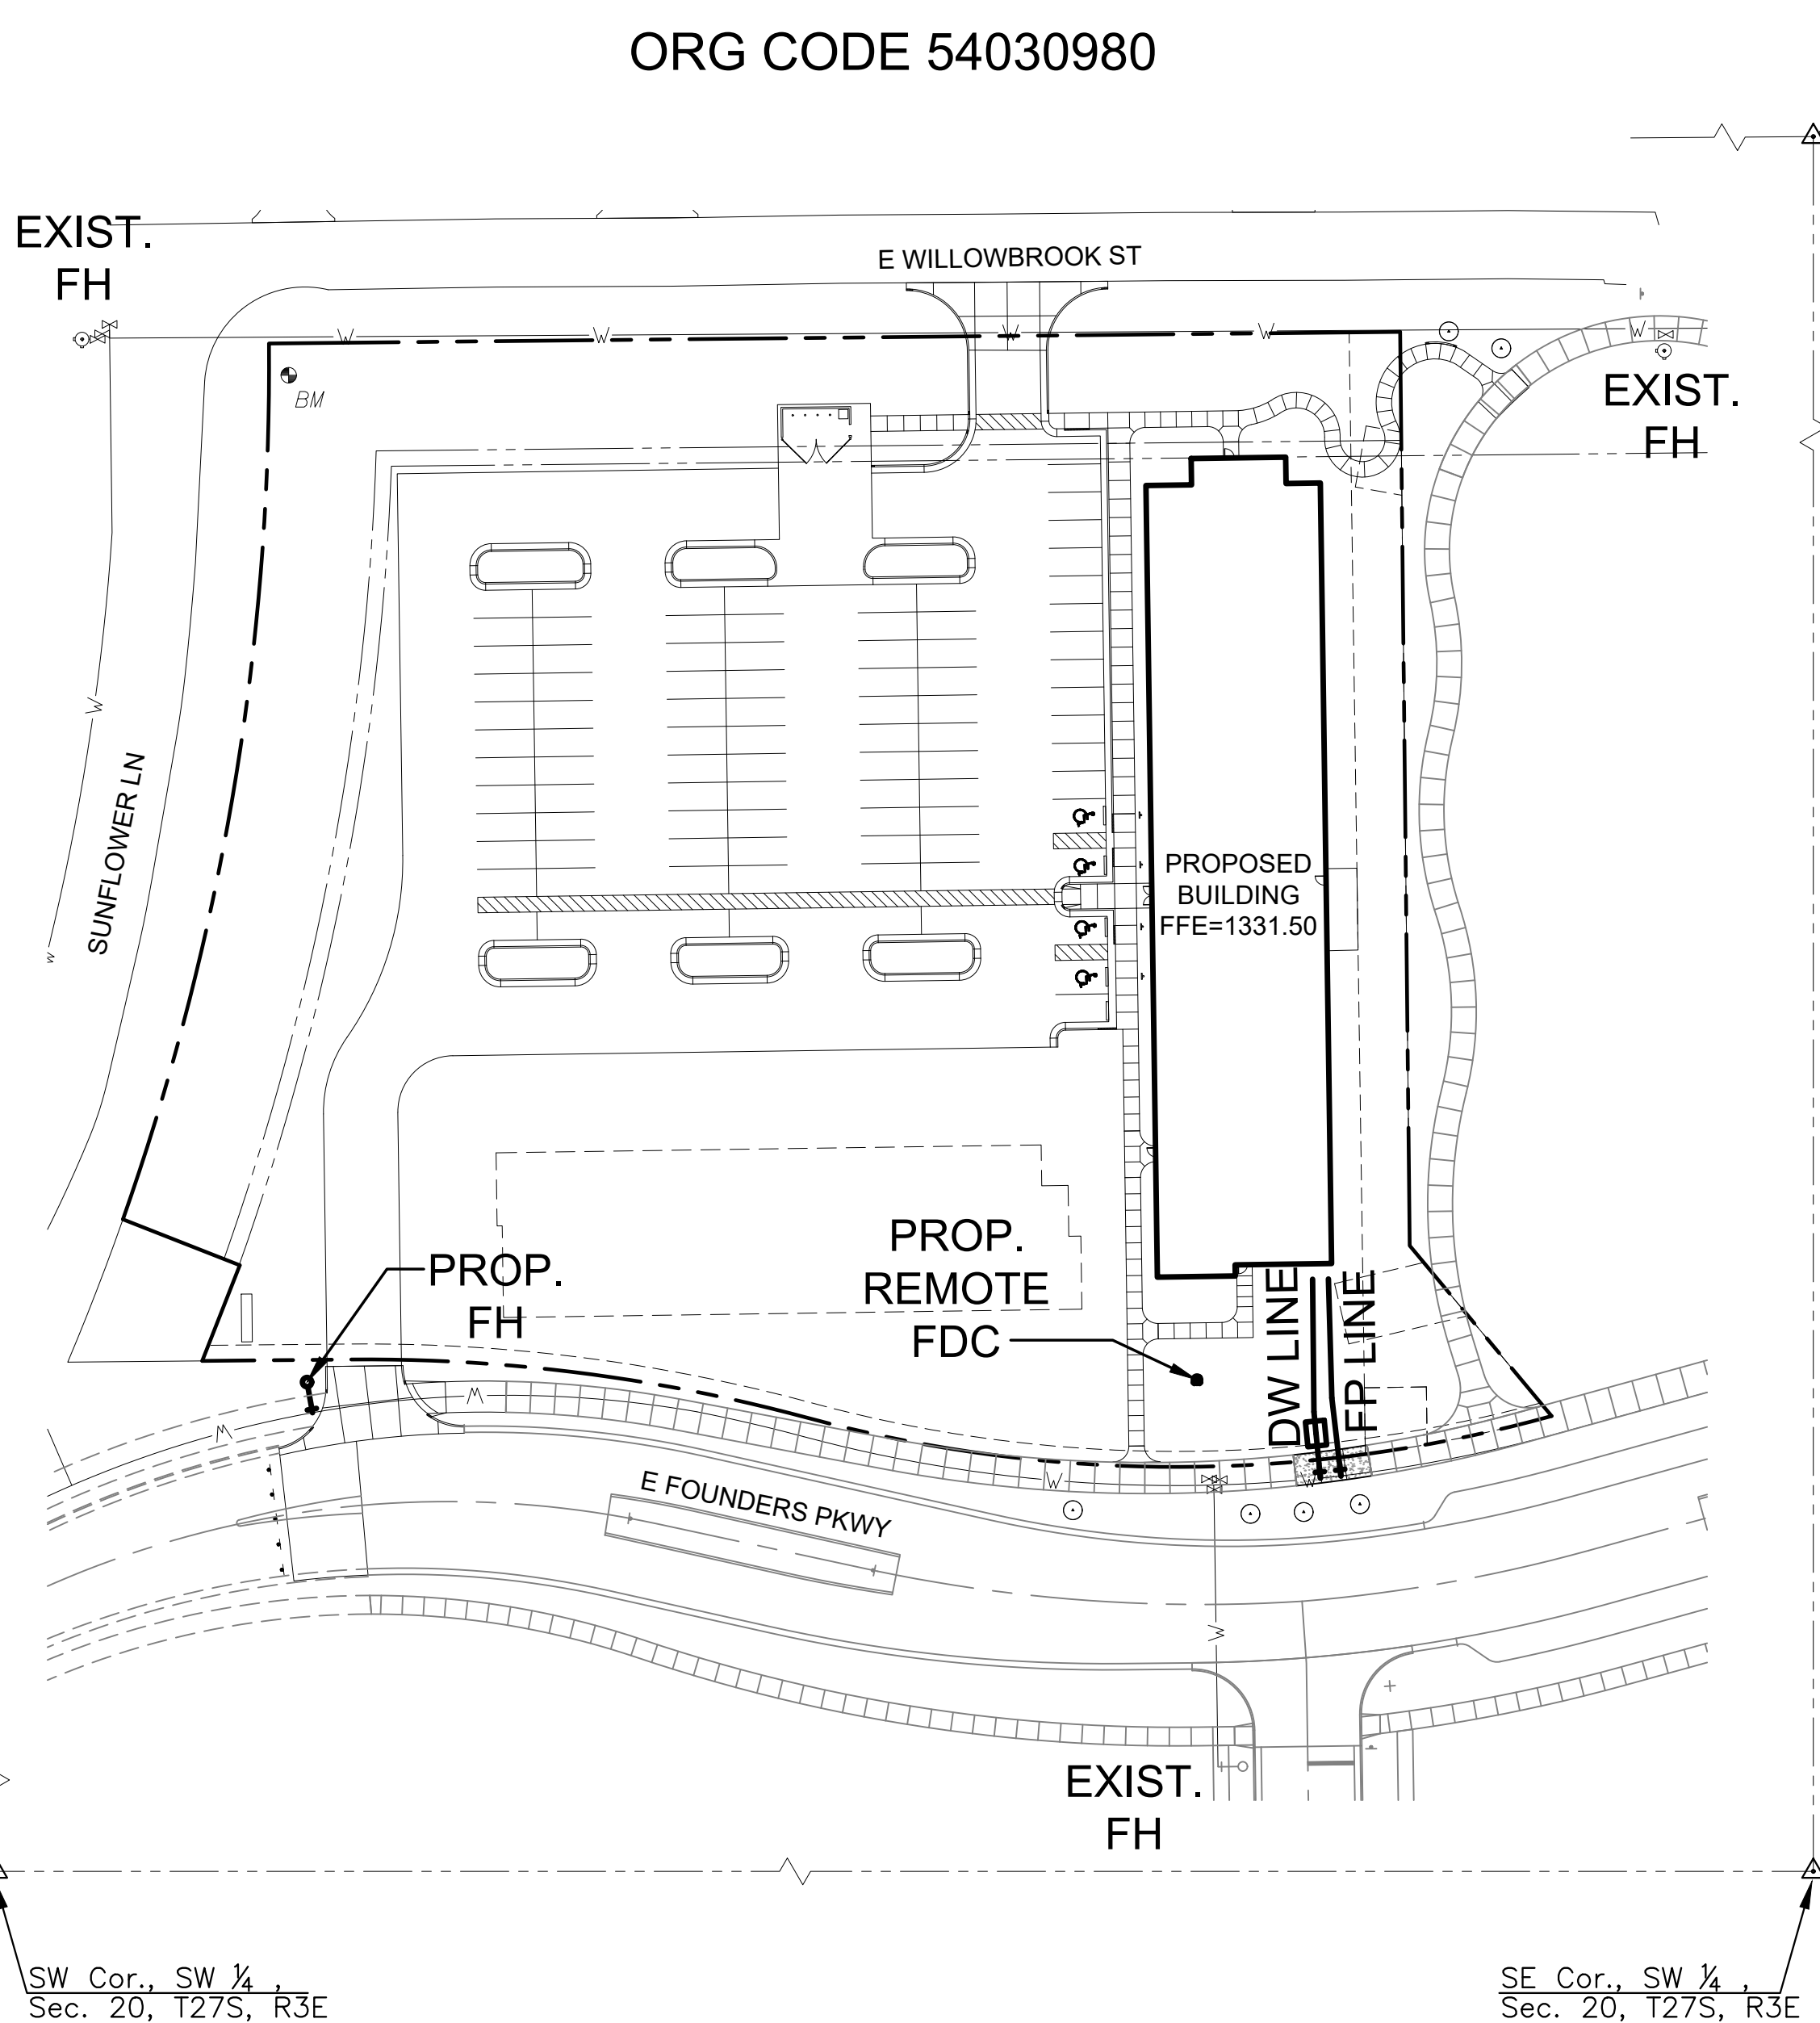 ORG CODE 54030980
EXIST.
FH
E WILLOWBROOK ST
W
W
W
W
W
BM
EXIST.
FH
W
SUNFLOWER LN
W
PROPOSED
BUILDING
FFE=1331.50
PROP.
FH
PROP.
REMOTE
FDC
DW LINE
FP LINE
W
W
W
W
E FOUNDERS PKWY
W
EXIST.
FH
SW Cor., SW ¼ ,
Sec. 20, T27S, R3E
SE Cor., SW ¼ ,
Sec. 20, T27S, R3E